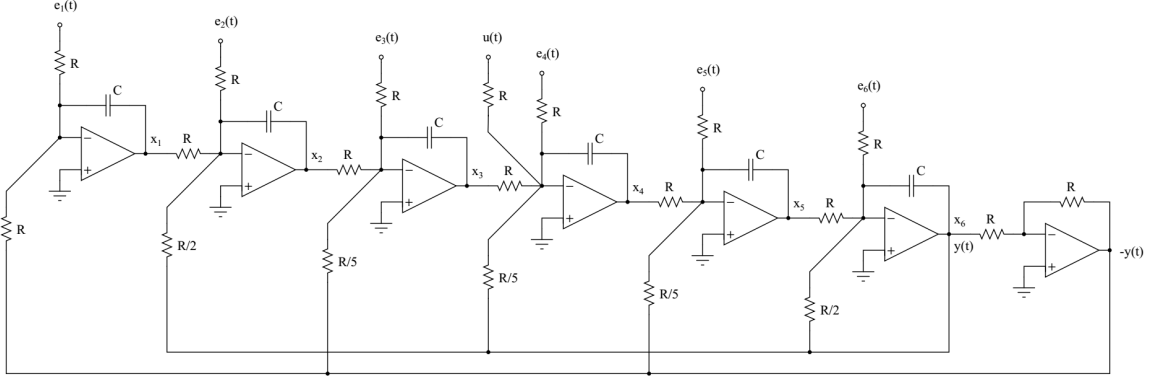 e₁(t)
e₂(t)
e₃(t)
u(t)
e₄(t)
e₅(t)
e₆(t)
R
R
R
R
R
R
R
C
C
C
C
C
C
−
+
−
+
−
+
−
+
−
+
−
+
−
+
x₁
R
x₂
R
x₃
R
x₄
R
x₅
R
x₆
y(t)
R
R
-y(t)
R
R/2
R/5
R/5
R/5
R/2